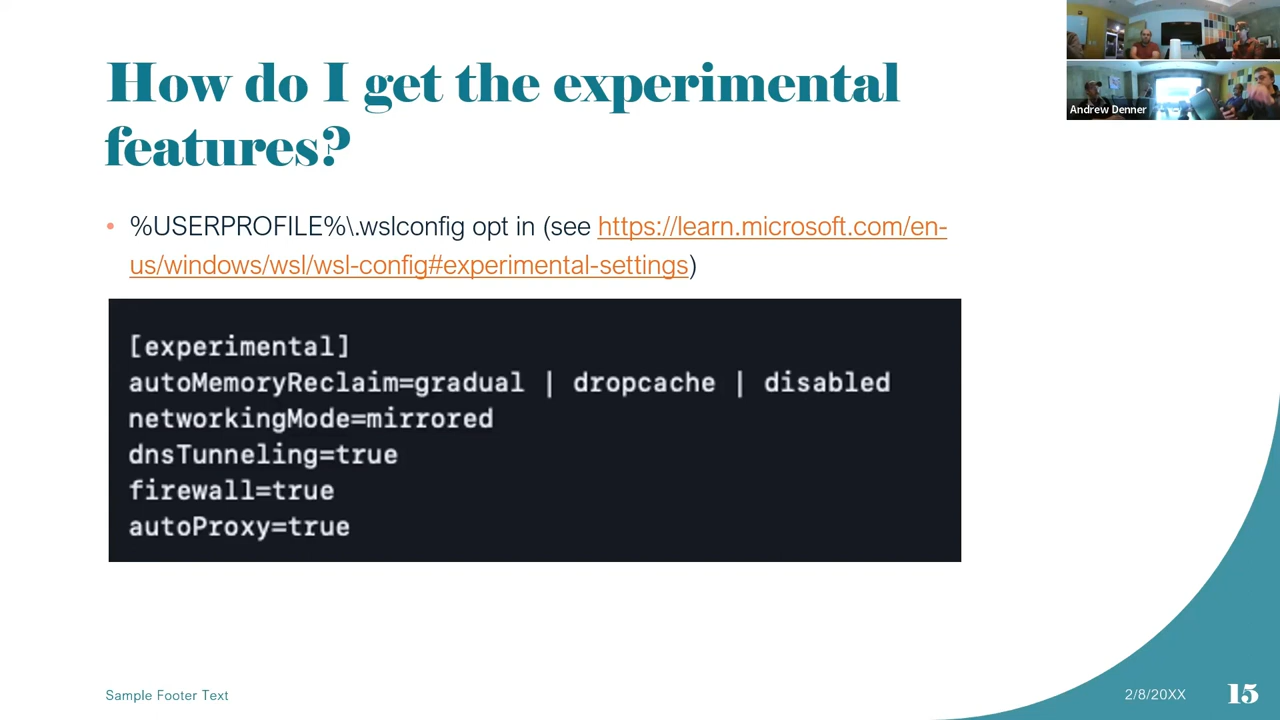 How do I get the experimental
features?
• %USERPROFILE%\.wslconfig opt in (see https://learn.microsoft.com/en-
us/windows/wsl/wsl-config#experimental-settings)
[experimental]
autoMemoryReclaim=gradual | dropcache | disabled
networkingMode=mirrored
dnsTunneling=true
firewall=true
autoProxy=true
Sample Footer Text
2/8/20XX
15
Andrew Denner